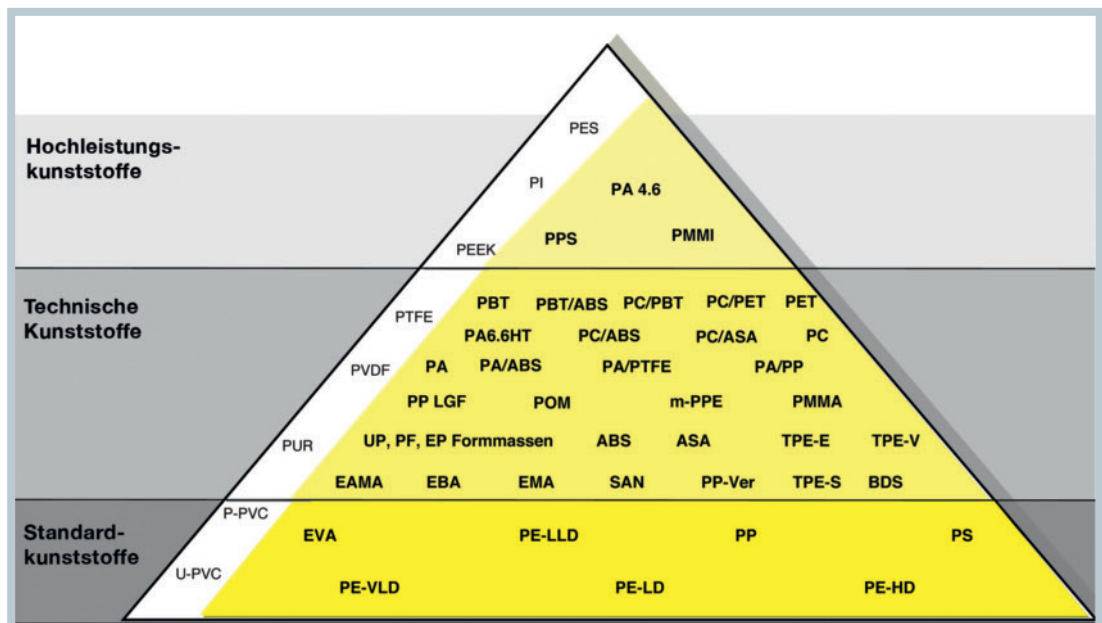 Hochleistungs-
kunststoffe
PES
PI
PA 4.6
PEEK
PPS
PMMI
Technische
Kunststoffe
PTFE
PBT
PBT/ABS
PC/PBT
PC/PET
PET
PA6.6HT
PC/ABS
PC/ASA
PC
PVDF
PA
PA/ABS
PA/PTFE
PA/PP
PP LGF
POM
m-PPE
PMMA
PUR
UP, PF, EP Formmassen
ABS
ASA
TPE-E
TPE-V
EAMA
EBA
EMA
SAN
PP-Ver
TPE-S
BDS
Standard-
kunststoffe
P-PVC
EVA
PE-LLD
PP
PS
U-PVC
PE-VLD
PE-LD
PE-HD